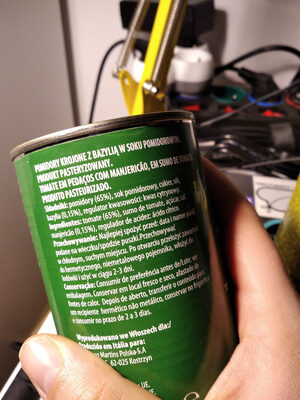 POMIDORY KROJONE Z BAZYLIĄ W SOKU POMIDOROWYM.
PRODUKT PASTERYZOWANY.
TOMATE EM PEDAÇOS COM MANJERICÃO, EM SUMO DE TOMATE.
PRODUTO PASTEURIZADO.
Składniki: pomidory (65%), sok pomidorowy, cukier, sól,
bazylia (0,15%), regulator kwasowości: kwas cytrynowy.
Ingredientes: tomate (65%), sumo de tomate, açúcar, sal,
manjericão (0,15%), regulador de acidez: ácido cítrico.
Przechowywanie: Najlepiej spożyć przed: data i numer partii
podane na wieczku/spodzie puszki Przechowywać
w chłodnym, suchym miejscu. Po otwarciu przełożyć zawartość
do hermetycznego, niemetalowego pojemnika, włożyć do
lodówki i użyć w ciągu 2-3 dni.
Conservação: Consumir de preferência antes de/Lote: ver
embalagem. Conservar em local fresco e seco, afastado de
fontes de calor. Depois de aberto, transferir o conteúdo para
um recipiente hermético não metálico, conservar no frigorífico
e consumir no prazo de 2 a 3 dias.
Wyprodukowano we Włoszech dla:/
Produzido em Itália para:
Martins Polska S.A
62-025 Kostrzyn